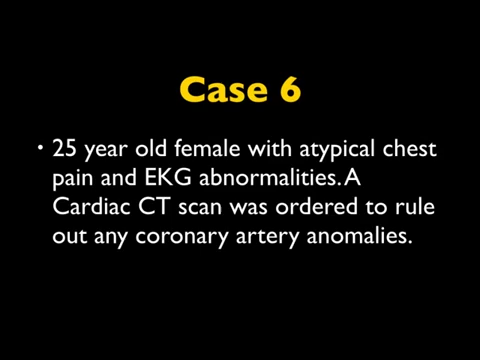 Case 6
• 25 year old female with atypical chest
pain and EKG abnormalities. A
Cardiac CT scan was ordered to rule
out any coronary artery anomalies.